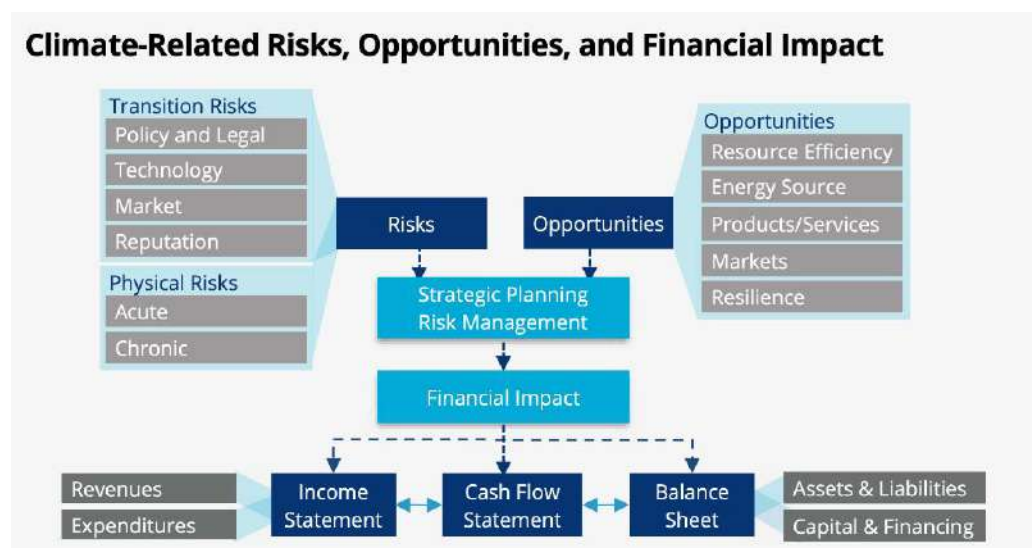 Climate-Related Risks, Opportunities, and Financial Impact
Transition Risks
Policy and Legal
Technology
Market
Reputation
Physical Risks
Acute
Chronic
Risks
Opportunities
Opportunities
Resource Efficiency
Energy Source
Products/Services
Markets
Resilience
Strategic Planning
Risk Management
Financial Impact
Revenues
Expenditures
Income
Statement
Cash Flow
Statement
Balance
Sheet
Assets & Liabilities
Capital & Financing